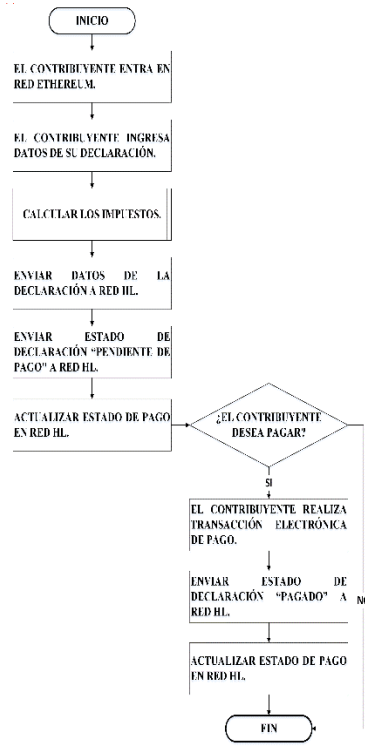 INICIO
EL CONTRIBUYENTE ENTRA EN
RED ETHEREUM.
EL CONTRIBUYENTE INGRESA
DATOS DE SU DECLARACIÓN.
CALCULAR LOS IMPUESTOS.
ENVIAR DATOS DE LA
DECLARACIÓN A RED HL.
ENVIAR ESTADO DE
DECLARACIÓN “PENDIENTE DE
PAGO” A RED HL.
ACTUALIZAR ESTADO DE PAGO
EN RED HL.
¿EL CONTRIBUYENTE
DESEA PAGAR?
SI
EL CONTRIBUYENTE REALIZA
TRANSACCIÓN ELECTRÓNICA
DE PAGO.
ENVIAR ESTADO DE
DECLARACIÓN “PAGADO” A
RED HL.
NO
ACTUALIZAR ESTADO DE PAGO
EN RED HL.
FIN